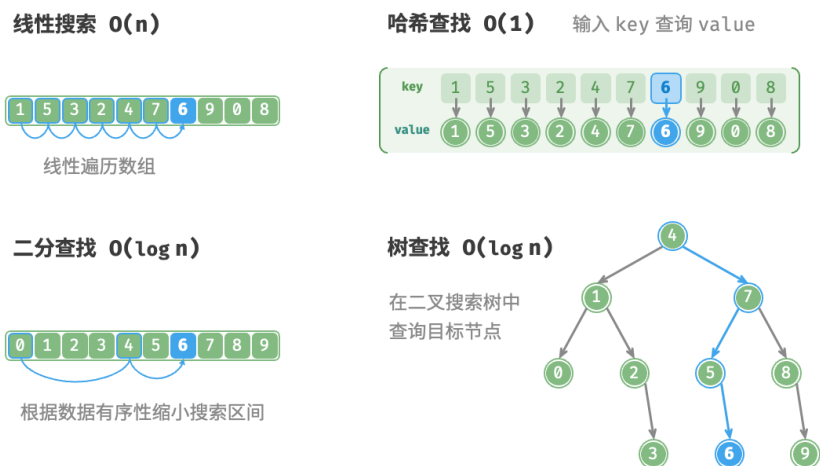 线性搜索 O(n)
1 5 3 2 4 7 6 9 0 8
线性遍历数组
哈希查找 O(1) 输入 key 查询 value
key 1 5 3 2 4 7 6 9 0 8
value 1 5 3 2 4 7 6 9 0 8
二分查找 O(log n)
0 1 2 3 4 5 6 7 8 9
根据数据有序性缩小搜索区间
树查找 O(log n)
在二叉搜索树中
查询目标节点
4
1 7
0 2 5 8
3 6 9